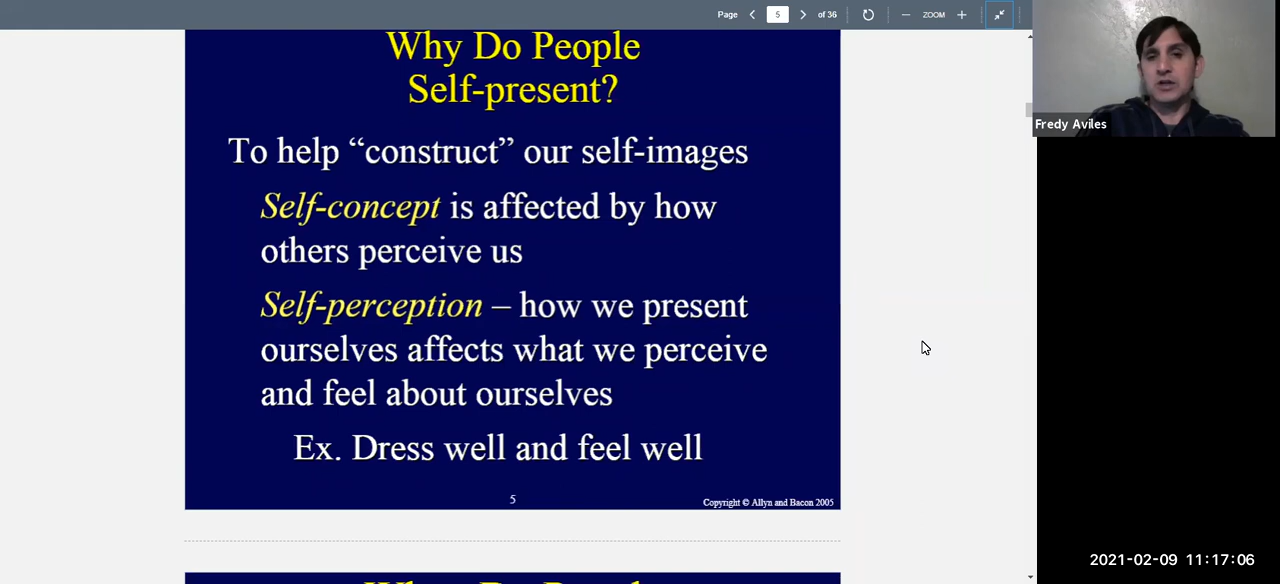 Page 5 of 36 ZOOM
Why Do People
Self-present?
To help “construct” our self-images
Self-concept is affected by how
others perceive us
Self-perception – how we present
ourselves affects what we perceive
and feel about ourselves
Ex. Dress well and feel well
5
Copyright © Allyn and Bacon 2005
Fredy Aviles
2021-02-09 11:17:06